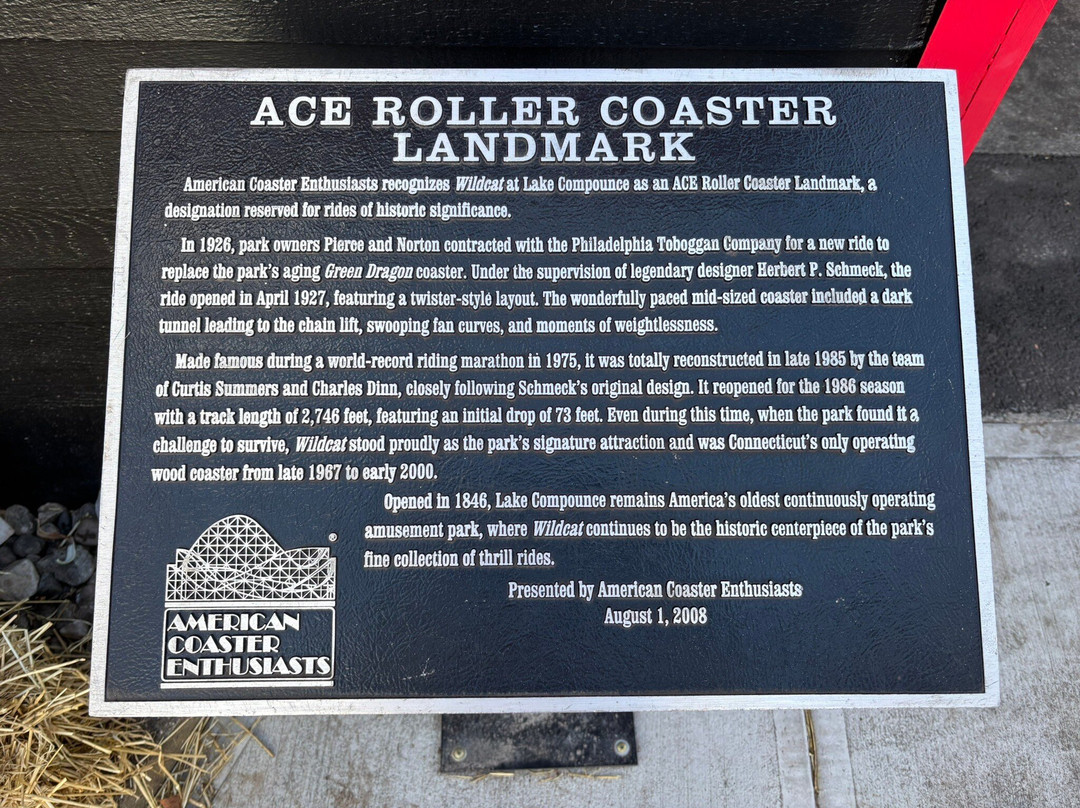 ACE ROLLER COASTER
LANDMARK
American Coaster Enthusiasts recognizes Wildcat at Lake Compounce as an ACE Roller Coaster Landmark, a
designation reserved for rides of historic significance.
In 1926, park owners Pierce and Norton contracted with the Philadelphia Toboggan Company for a new ride to
replace the park's aging Green Dragon coaster. Under the supervision of legendary designer Herbert P. Schmeck, the
ride opened in April 1927, featuring a twister-style layout. The wonderfully paced mid-sized coaster included a dark
tunnel leading to the chain lift, swooping fan curves, and moments of weightlessness.
Made famous during a world-record riding marathon in 1975, it was totally reconstructed in late 1985 by the team
of Curtis Summers and Charles Dinn, closely following Schmeck's original design. It reopened for the 1986 season
with a track length of 2,746 feet, featuring an initial drop of 73 feet. Even during this time, when the park found it a
challenge to survive, Wildcat stood proudly as the park's signature attraction and was Connecticut's only operating
wood coaster from late 1967 to early 2000.
Opened in 1846, Lake Compounce remains America's oldest continuously operating
amusement park, where Wildcat continues to be the historic centerpiece of the park's
fine collection of thrill rides.
Presented by American Coaster Enthusiasts
August 1, 2008
®
AMERICAN
COASTER
ENTHUSIASTS